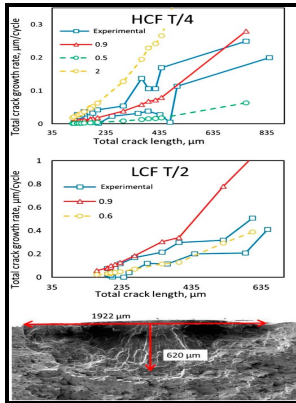 HCF T/4
Total crack growth rate, µm/cycle
0.3
0.2
0.1
0
Experimental
0.9
0.5
2
35
235
435
635
835
Total crack length, µm
LCF T/2
Total crack growth rate, µm/cycle
1
0.8
0.6
0.4
0.2
0
Experimental
0.9
0.6
35
235
435
635
Total crack length, µm
1922 µm
620 µm